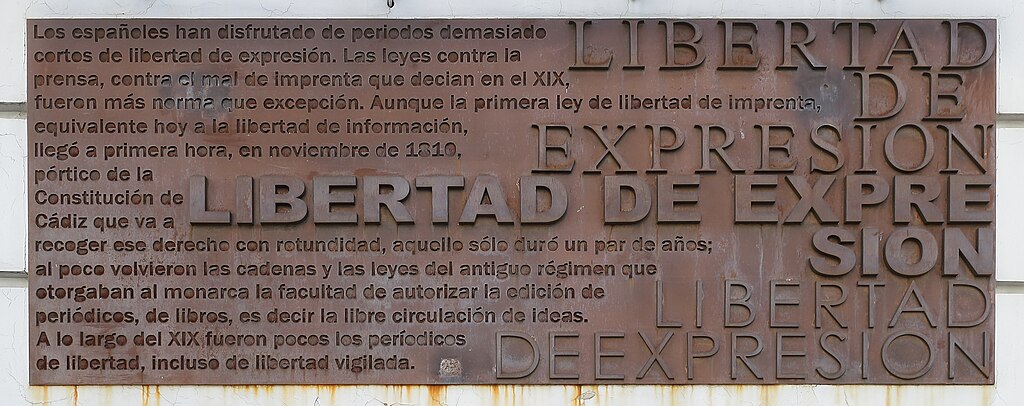 Los españoles han disfrutado de periodos demasiado
cortos de libertad de expresión. Las leyes contra la
prensa, contra el mal de imprenta que decian en el XIX,
fueron más norma que excepción. Aunque la primera ley de libertad de imprenta,
equivalente hoy a la libertad de información,
llegó a primera hora, en noviembre de 1810,
pórtico de la
Constitución de
Cádiz que va a
recoger ese derecho con rotundidad, aquello sólo duró un par de años;
al poco volvieron las cadenas y las leyes del antiguo régimen que
otorgaban al monarca la facultad de autorizar la edición de
periódicos, de libros, es decir la libre circulación de ideas.
A lo largo del XIX fueron pocos los períodicos
de libertad, incluso de libertad vigilada.
LIBERTAD
DE
EXPRESION
LIBERTAD DE EXPRE
SION
LIBERTAD
DEEXPRESION